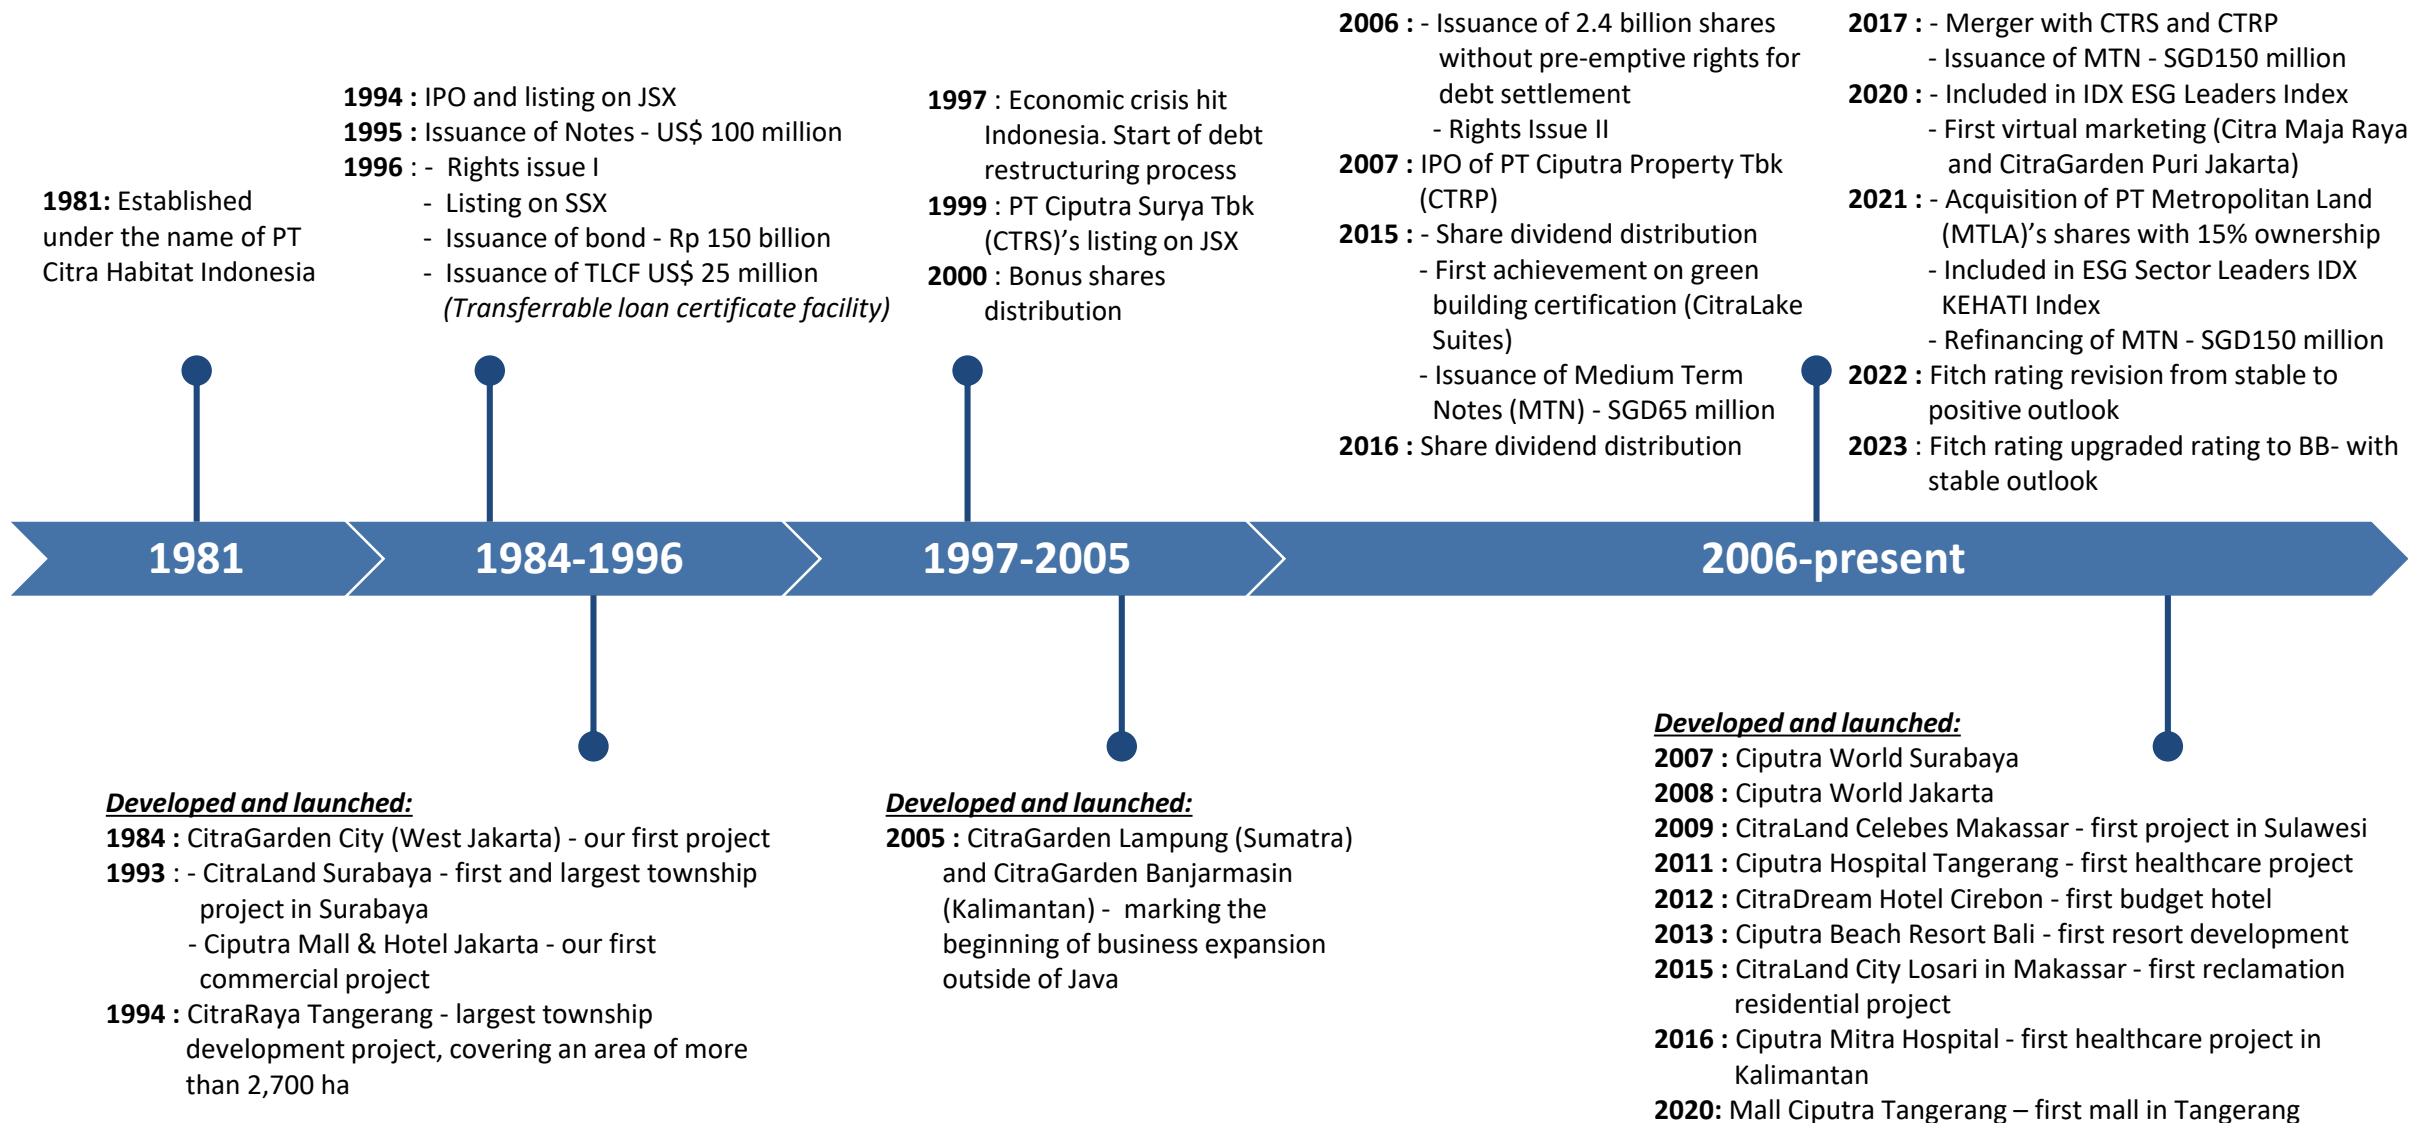 1981: Established
under the name of PT
Citra Habitat Indonesia
1994 : IPO and listing on JSX
1995 : Issuance of Notes - US$ 100 million
1996 : - Rights issue I
- Listing on SSX
- Issuance of bond - Rp 150 billion
- Issuance of TLCF US$ 25 million
(Transferrable loan certificate facility)
1997 : Economic crisis hit
Indonesia. Start of debt
restructuring process
1999 : PT Ciputra Surya Tbk
(CTRS)’s listing on JSX
2000 : Bonus shares
distribution
2006 : - Issuance of 2.4 billion shares
without pre-emptive rights for
debt settlement
- Rights Issue II
2007 : IPO of PT Ciputra Property Tbk
(CTRP)
2015 : - Share dividend distribution
- First achievement on green
building certification (CitraLake
Suites)
- Issuance of Medium Term
Notes (MTN) - SGD65 million
2016 : Share dividend distribution
2017 : - Merger with CTRS and CTRP
- Issuance of MTN - SGD150 million
2020 : - Included in IDX ESG Leaders Index
- First virtual marketing (Citra Maja Raya
and CitraGarden Puri Jakarta)
2021 : - Acquisition of PT Metropolitan Land
(MTLA)’s shares with 15% ownership
- Included in ESG Sector Leaders IDX
KEHATI Index
- Refinancing of MTN - SGD150 million
2022 : Fitch rating revision from stable to
positive outlook
2023 : Fitch rating upgraded rating to BB- with
stable outlook
1981
1984-1996
1997-2005
2006-present
Developed and launched:
1984 : CitraGarden City (West Jakarta) - our first project
1993 : - CitraLand Surabaya - first and largest township
project in Surabaya
- Ciputra Mall & Hotel Jakarta - our first
commercial project
1994 : CitraRaya Tangerang - largest township
development project, covering an area of more
than 2,700 ha
Developed and launched:
2005 : CitraGarden Lampung (Sumatra)
and CitraGarden Banjarmasin
(Kalimantan) - marking the
beginning of business expansion
outside of Java
Developed and launched:
2007 : Ciputra World Surabaya
2008 : Ciputra World Jakarta
2009 : CitraLand Celebes Makassar - first project in Sulawesi
2011 : Ciputra Hospital Tangerang - first healthcare project
2012 : CitraDream Hotel Cirebon - first budget hotel
2013 : Ciputra Beach Resort Bali - first resort development
2015 : CitraLand City Losari in Makassar - first reclamation
residential project
2016 : Ciputra Mitra Hospital - first healthcare project in
Kalimantan
2020: Mall Ciputra Tangerang – first mall in Tangerang